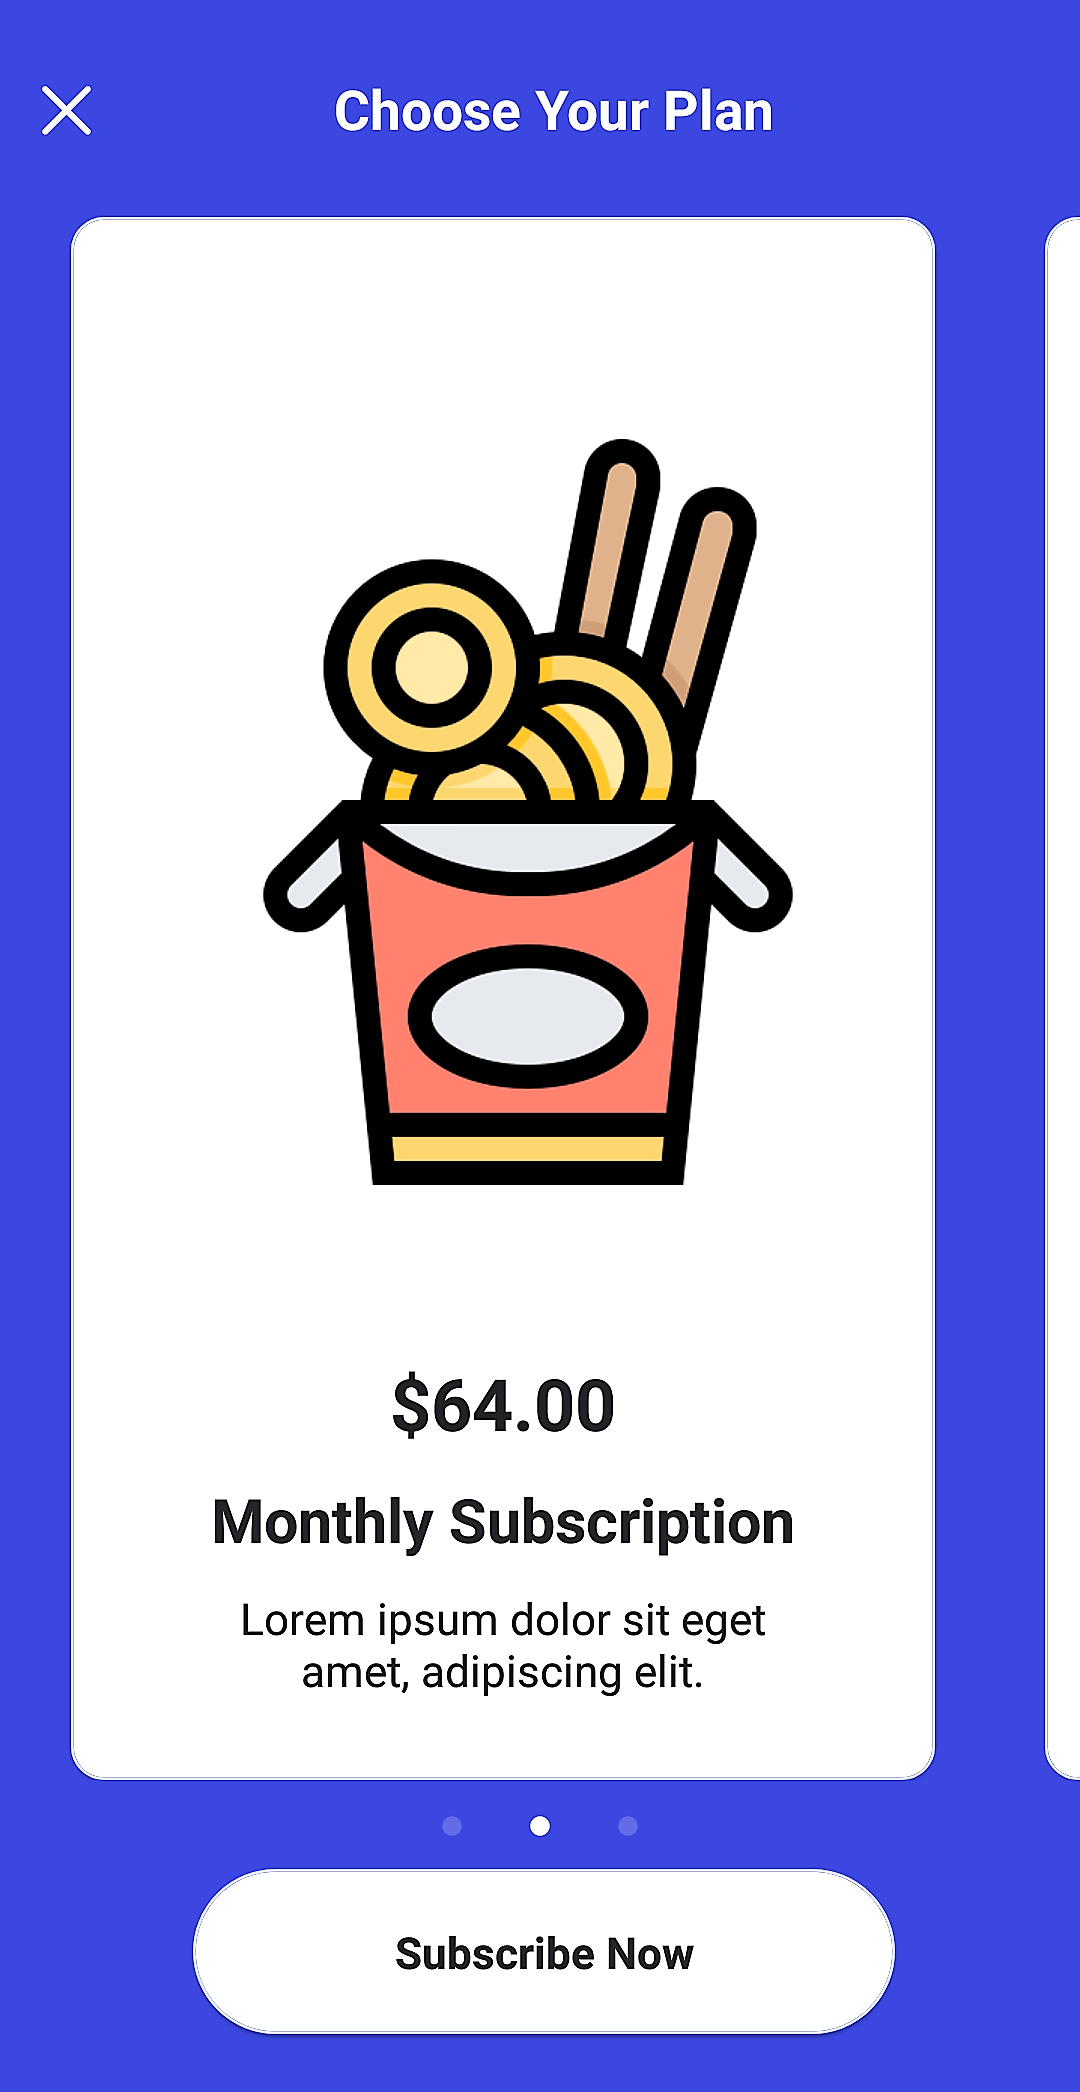 Choose Your Plan
$64.00
Monthly Subscription
Lorem ipsum dolor sit eget
amet, adipiscing elit.
Subscribe Now